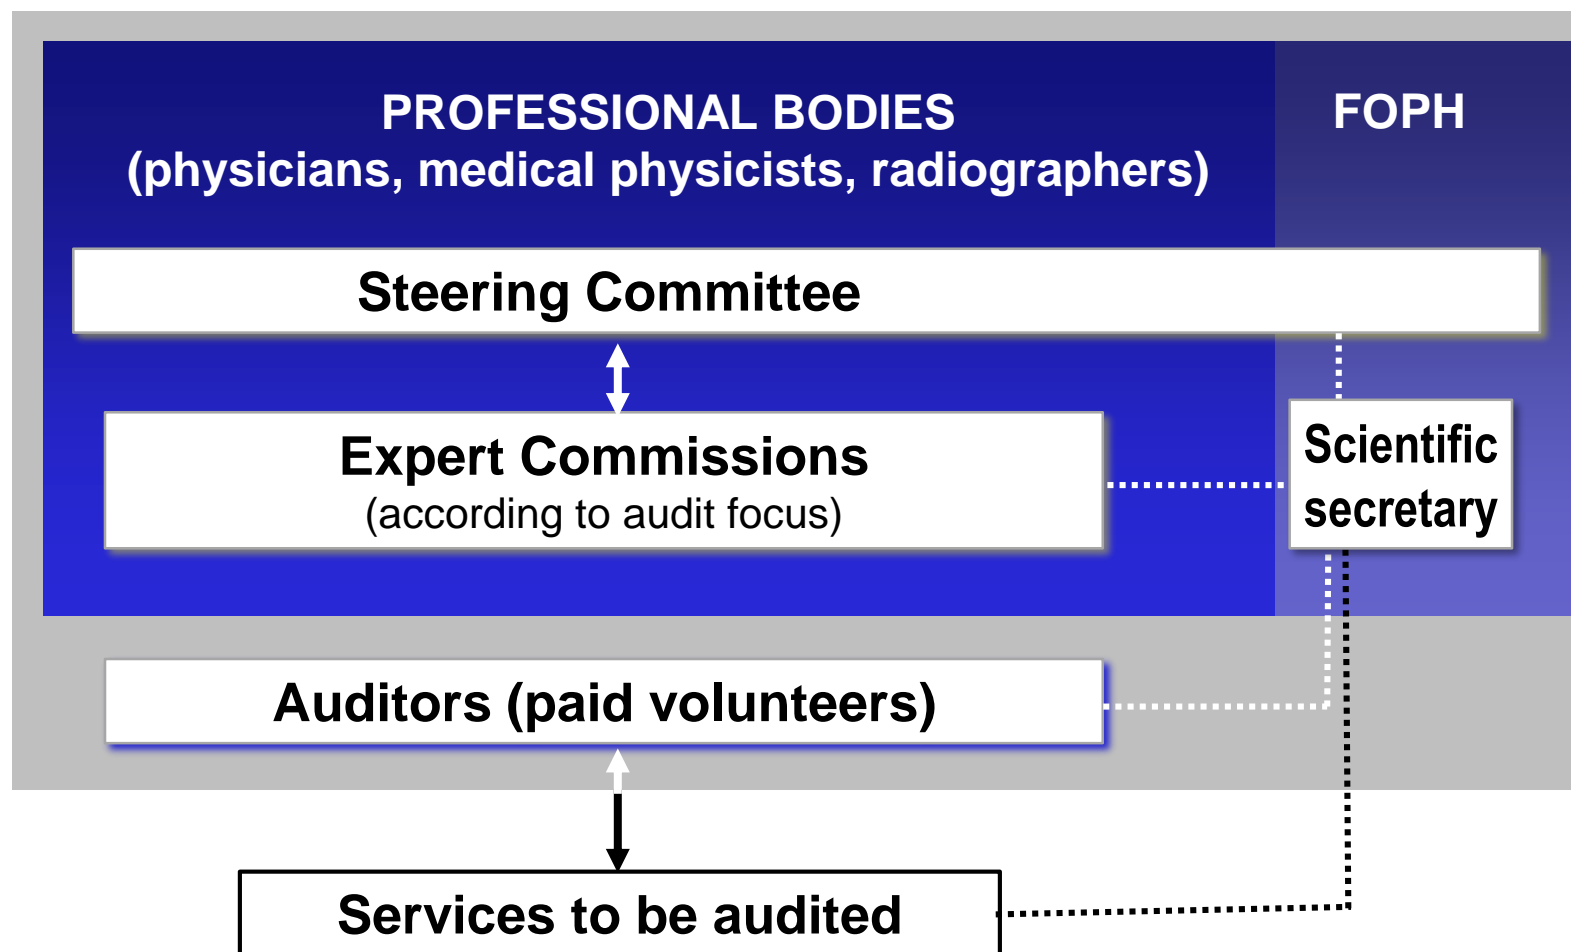 PROFESSIONAL BODIES
(physicians, medical physicists, radiographers)
FOPH
Steering Committee
Expert Commissions
(according to audit focus)
Scientific
secretary
Auditors (paid volunteers)
Services to be audited